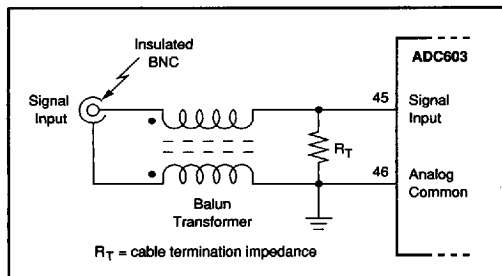 Insulated
BNC
ADC603
Signal
Input
45
Signal
Input
R_T
46
Analog
Common
Balun
Transformer
R_T = cable termination impedance